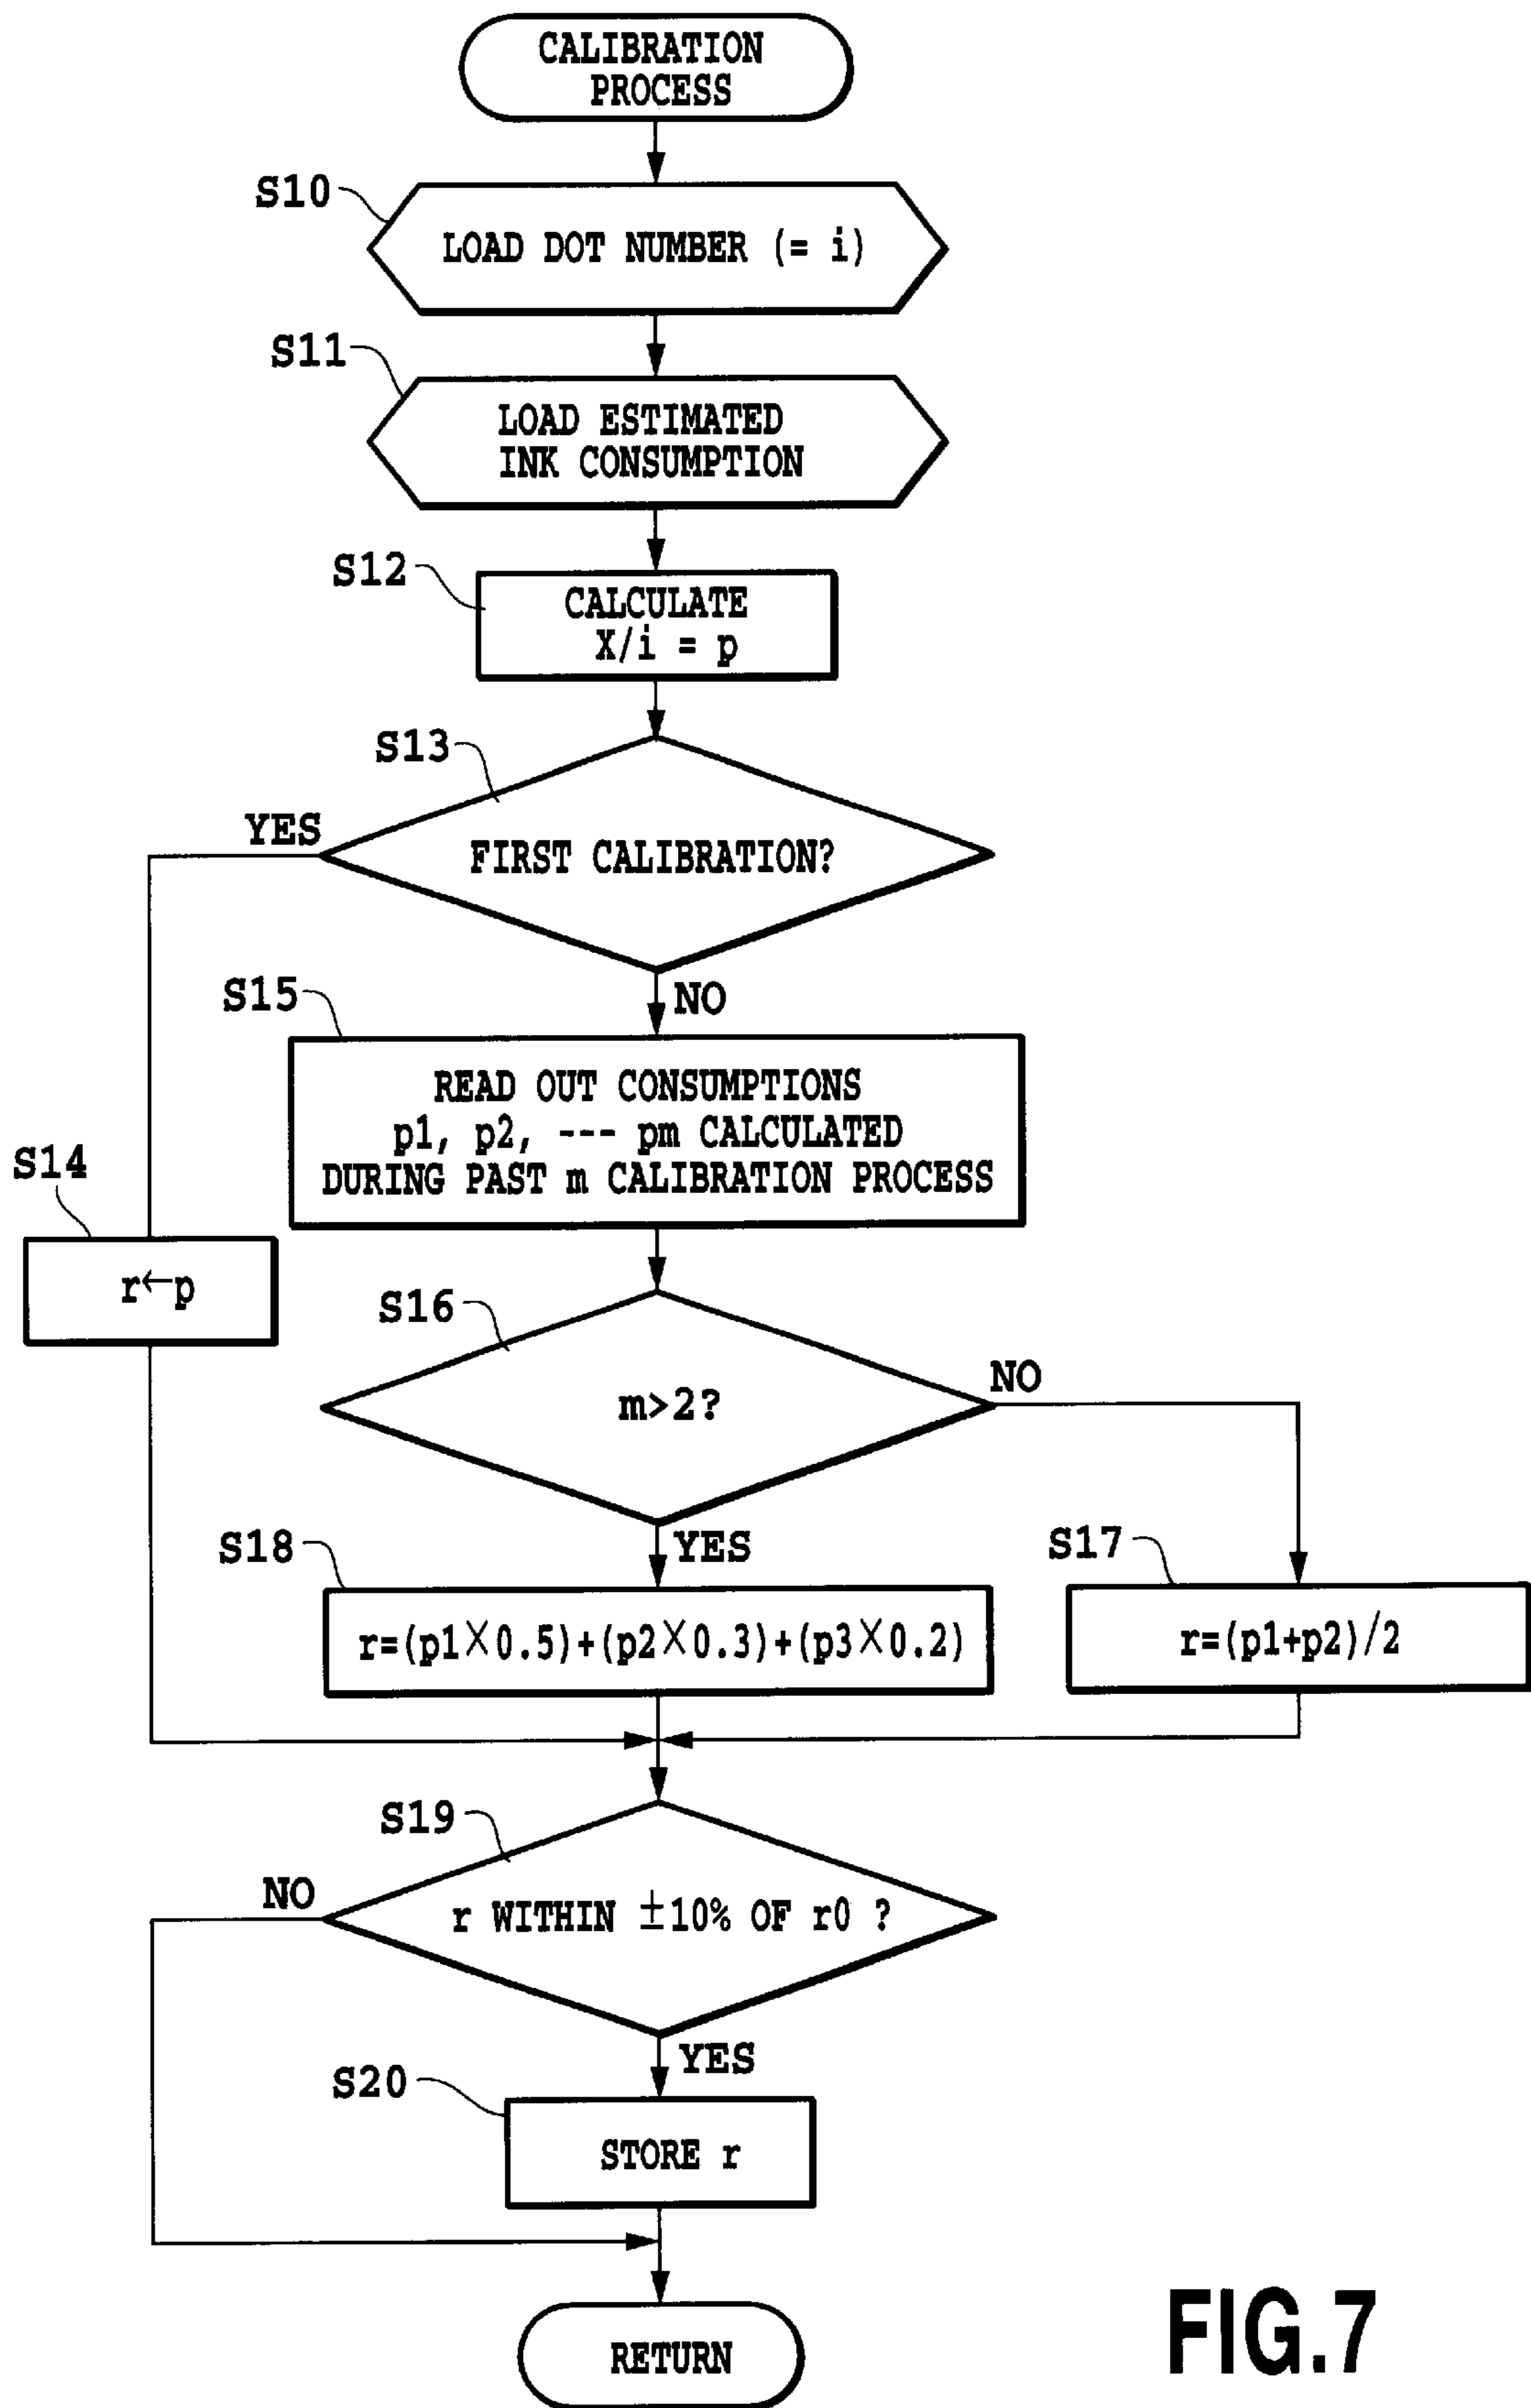 CALIBRATION
PROCESS
S10
LOAD DOT NUMBER (= i)
S11
LOAD ESTIMATED
INK CONSUMPTION
S12
CALCULATE
X/i = p
S13
YES
FIRST CALIBRATION?
NO
S15
READ OUT CONSUMPTIONS
p1, p2, --- pm CALCULATED
DURING PAST m CALIBRATION PROCESS
S14
r←p
S16
m>2?
NO
YES
S18
r=(p1×0.5)+(p2×0.3)+(p3×0.2)
S17
r=(p1+p2)/2
S19
NO
r WITHIN ±10% OF r0 ?
YES
S20
STORE r
RETURN
FIG.7